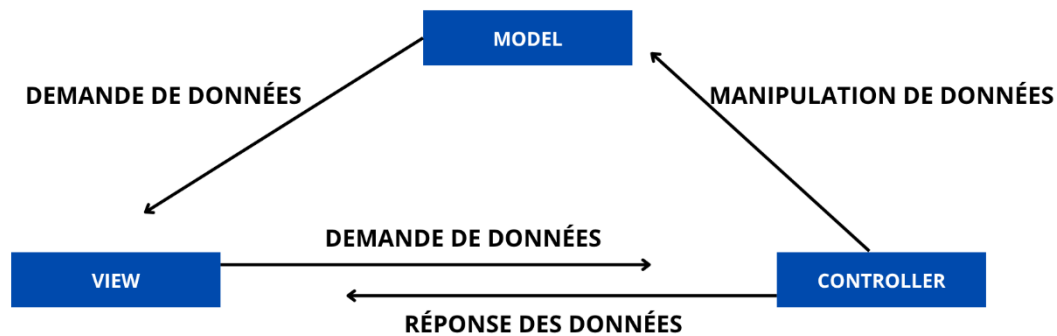 MODEL
DEMANDE DE DONNÉES
MANIPULATION DE DONNÉES
DEMANDE DE DONNÉES
VIEW
CONTROLLER
RÉPONSE DES DONNÉES